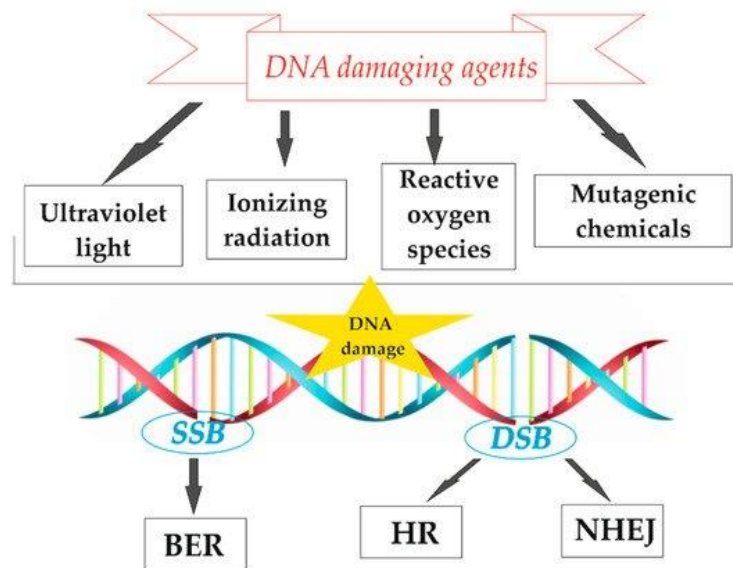 DNA damaging agents
Ultraviolet
light
Ionizing
radiation
Reactive
oxygen
species
Mutagenic
chemicals
DNA
damage
SSB
DSB
BER
HR
NHEJ